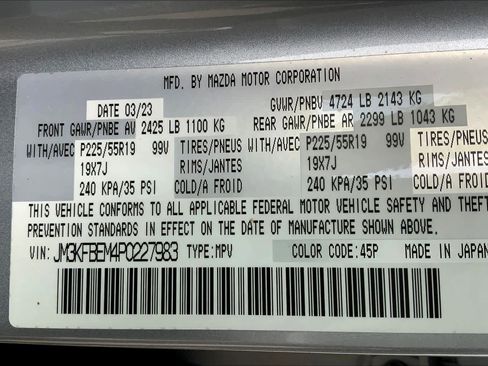 MFD. BY MAZDA MOTOR CORPORATION
DATE 03/23 GVWR/PNBV 4724 LB 2143 KG
FRONT GAWR/PNBE AV 2425 LB 1100 KG REAR GAWR/PNBE AR 2299 LB 1043 KG
WITH/AVEC P225/55R19 99V TIRES/PNEUS WITH/AVEC P225/55R19 99V TIRES/PNEUS
19X7J RIMS/JANTES 19X7J RIMS/JANTES
240 KPA/35 PSI COLD/A FROID 240 KPA/35 PSI COLD/A FROID
THIS VEHICLE CONFORMS TO ALL APPLICABLE FEDERAL MOTOR VEHICLE SAFETY AND THEFT
PREVENTION STANDARDS IN EFFECT ON THE DATE OF MANUFACTURE SHOWN ABOVE.
VIN: JM3KFBEM4P0227983 TYPE:MPV COLOR CODE:45P MADE IN JAPAN